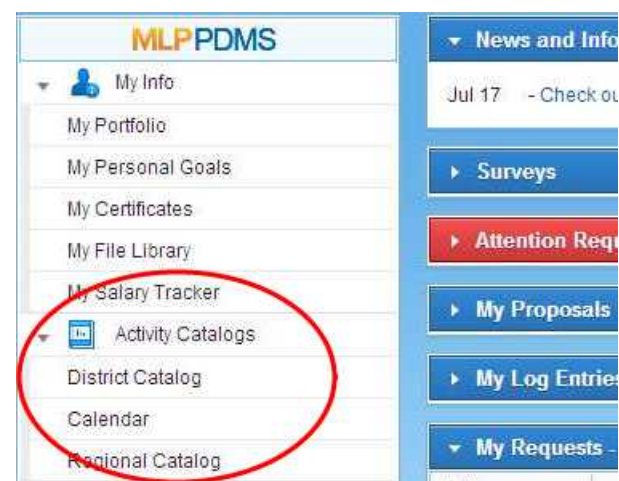 MLPPDMS
My Info
My Portfolio
My Personal Goals
My Certificates
My File Library
My Salary Tracker
Activity Catalogs
District Catalog
Calendar
Regional Catalog
News and Info
Jul 17 - Check ou
Surveys
Attention Requ
My Proposals
My Log Entries
My Requests -